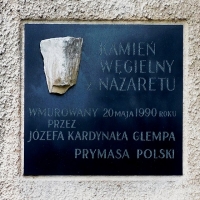 KAMIEŃ
WĘGIELNY
NAZARETU
WMUROWANY 20 MAJA 1990 ROKU
PRZEZ
JÓZEFA KARDYNAŁA GLEMPA
PRYMASA POLSKI